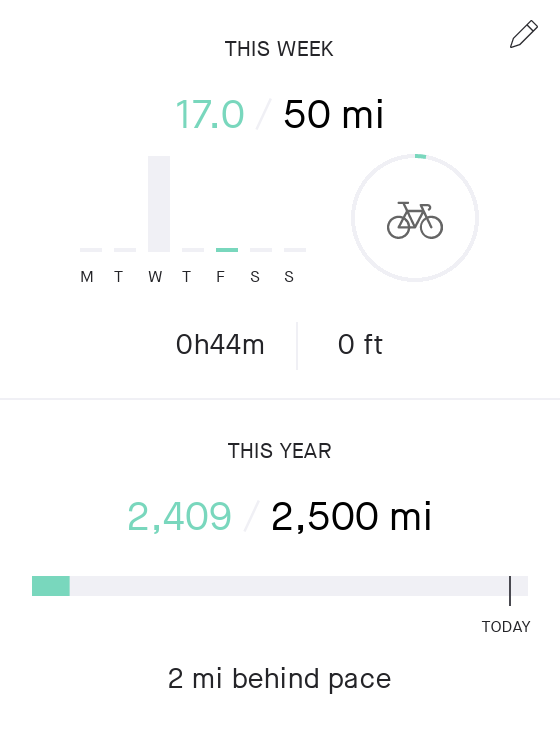 THIS WEEK
17.0 / 50 mi
M T W T F S S
0h44m 0 ft
THIS YEAR
2,409 / 2,500 mi
TODAY
2 mi behind pace